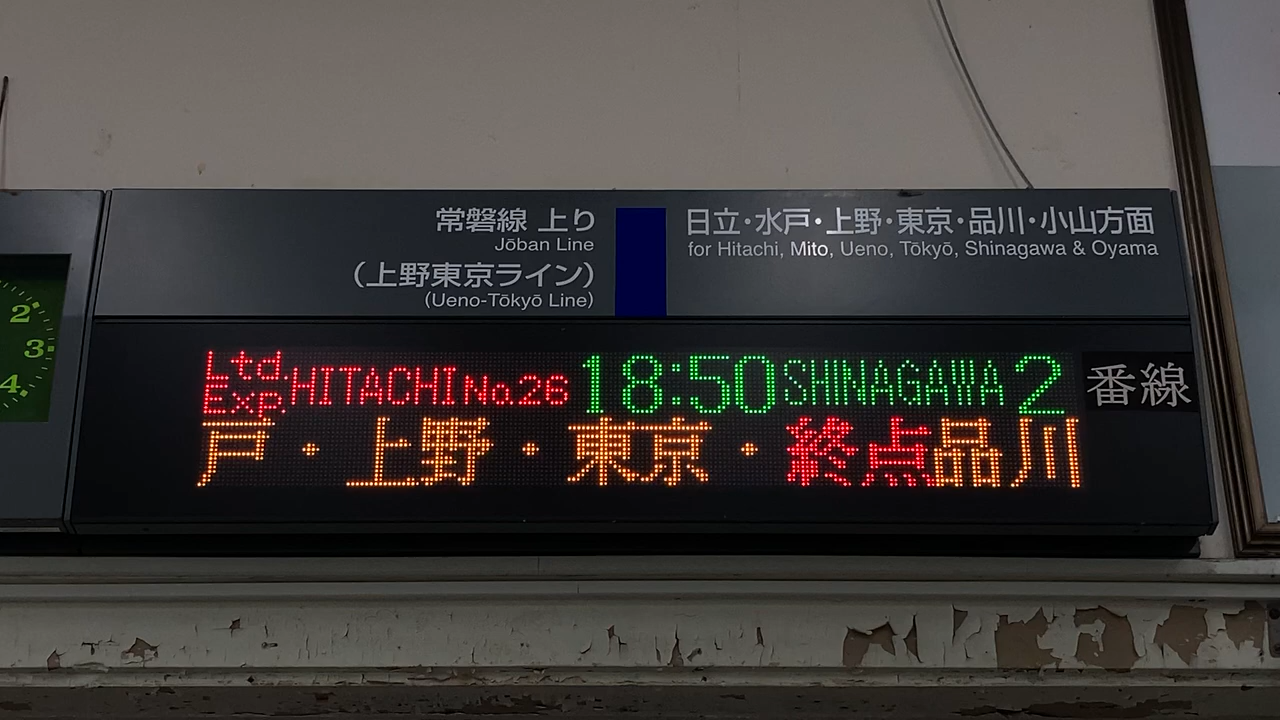 常磐線 上り
Jōban Line
（上野東京ライン）
(Ueno-Tōkyō Line)
日立・水戸・上野・東京・品川・小山方面
for Hitachi, Mito, Ueno, Tōkyō, Shinagawa & Oyama
Ltd. Exp. HITACHI No.26 18:50 SHINAGAWA 2 番線
戸・上野・東京・終点品川
2
3
4